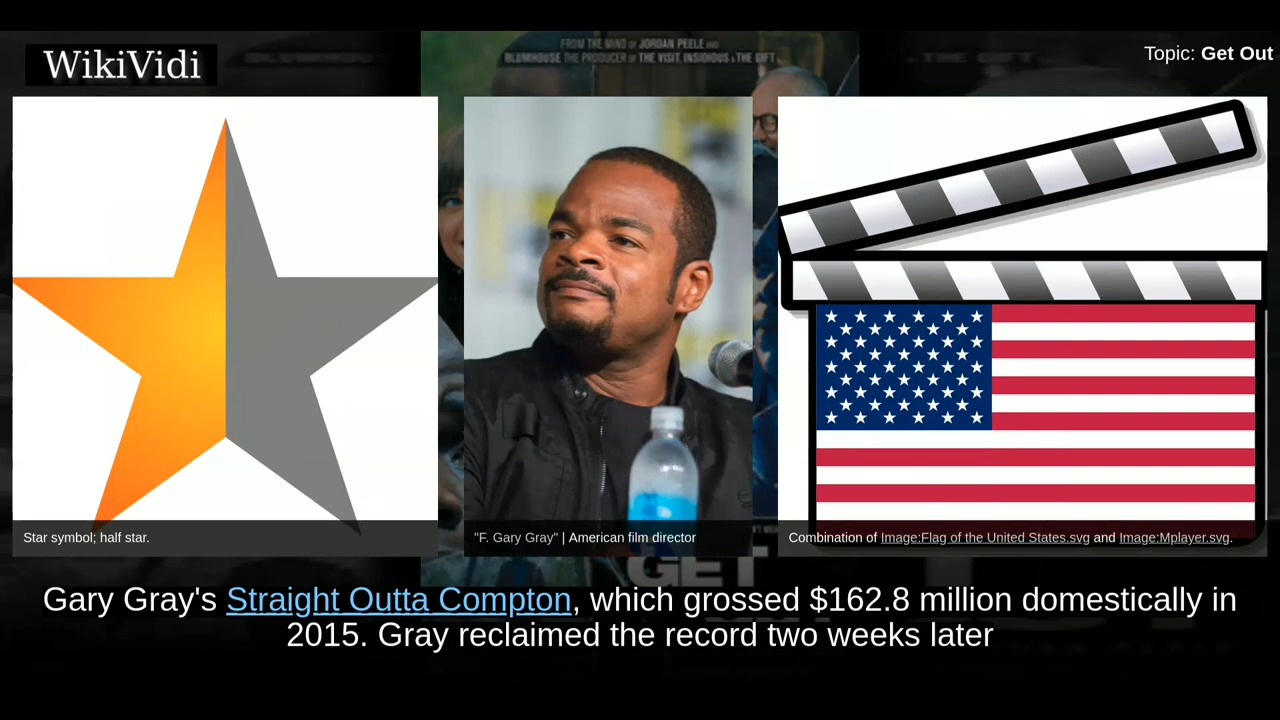 FROM THE MIND OF JORDAN PEELE AND
BLUMHOUSE THE PRODUCER OF THE VISIT, INSIDIOUS & THE GIFT
WikiVidi
Topic: Get Out
Star symbol; half star.
"F. Gary Gray" | American film director
Combination of Image:Flag of the United States.svg and Image:Mplayer.svg.
GET
Gary Gray's Straight Outta Compton, which grossed $162.8 million domestically in
2015. Gray reclaimed the record two weeks later